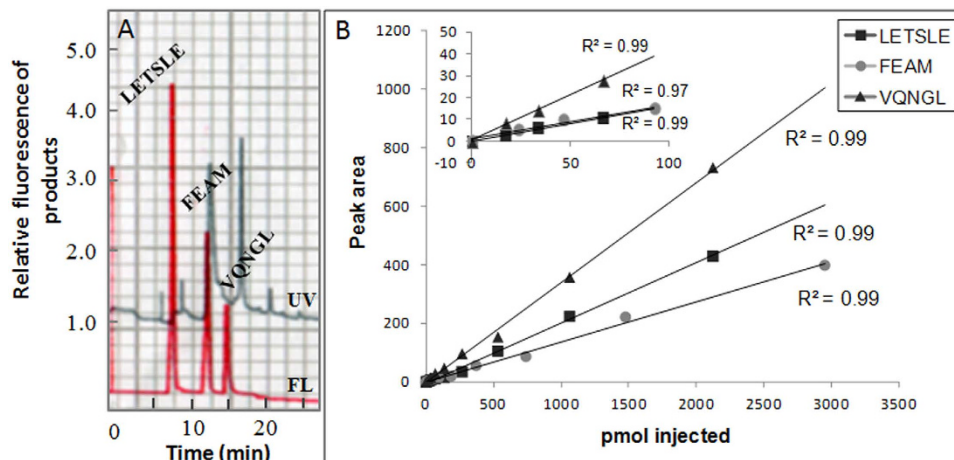 A
Relative fluorescence of
products
5.0
4.0
3.0
2.0
1.0
LETSLE
FEAM
VQNGL
UV
FL
0 10 20
Time (min)
B
Peak area
1200
1000
800
600
400
200
0
0 500 1000 1500 2000 2500 3000 3500
pmol injected
50
40
30
20
10
0
-10
0 50 100
R² = 0.99
R² = 0.97
R² = 0.99
LETSLE
FEAM
VQNGL
R² = 0.99
R² = 0.99
R² = 0.99